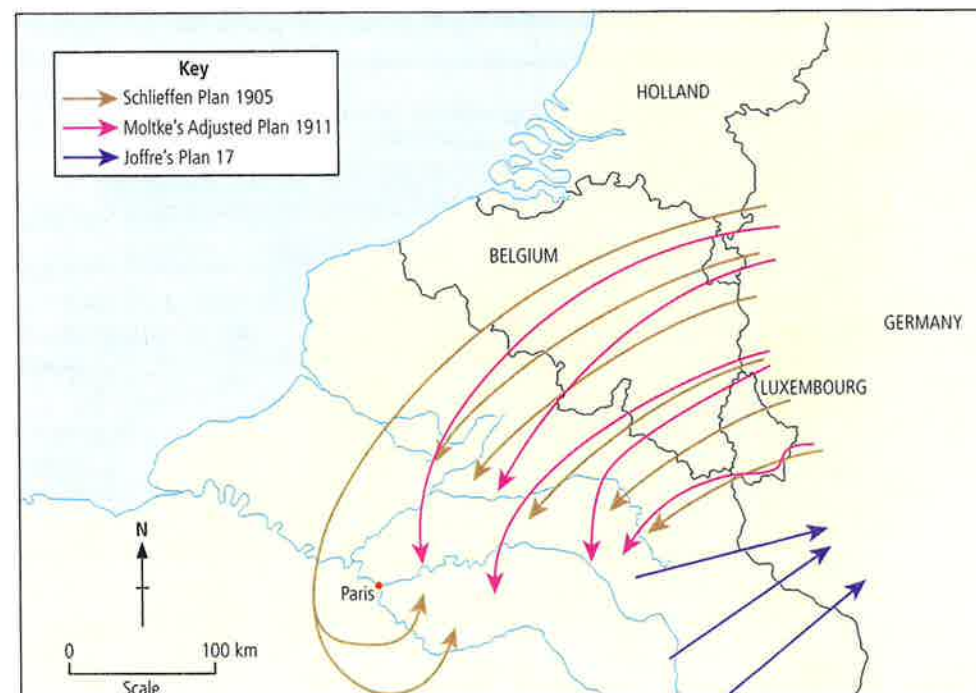 Key
Schlieffen Plan 1905
Moltke's Adjusted Plan 1911
Joffre's Plan 17
HOLLAND
BELGIUM
GERMANY
LUXEMBOURG
N
Paris
0 100 km
Scale